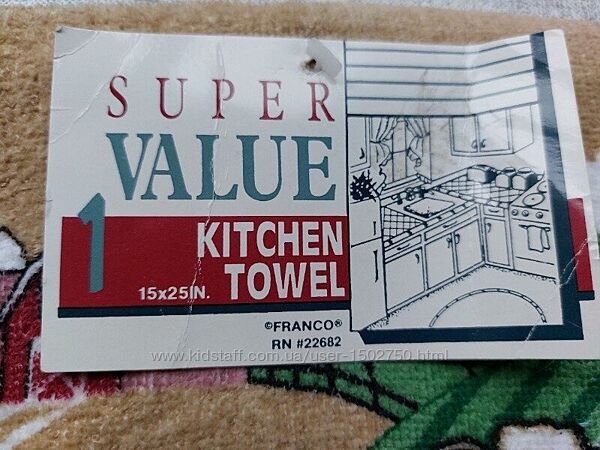 SUPER
VALUE
1 KITCHEN
15x25IN. TOWEL
©FRANCO®
RN #22682
www.kidstaff.com.ua/user-1502750.html